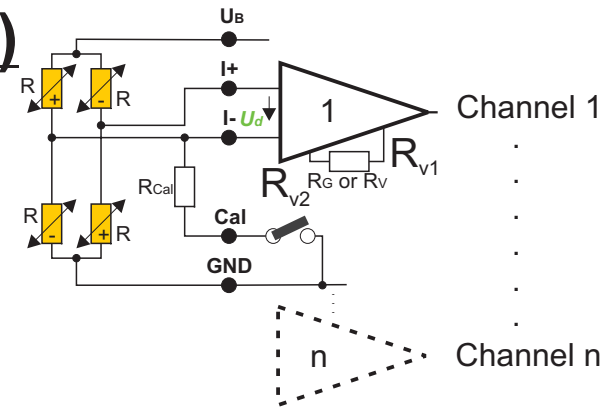 )
UB
I+
I- Ud
R
+
-
R
1
Channel 1
RG or RV
Rv1
Rv2
RCal
R
-
+
R
Cal
GND
n
Channel n